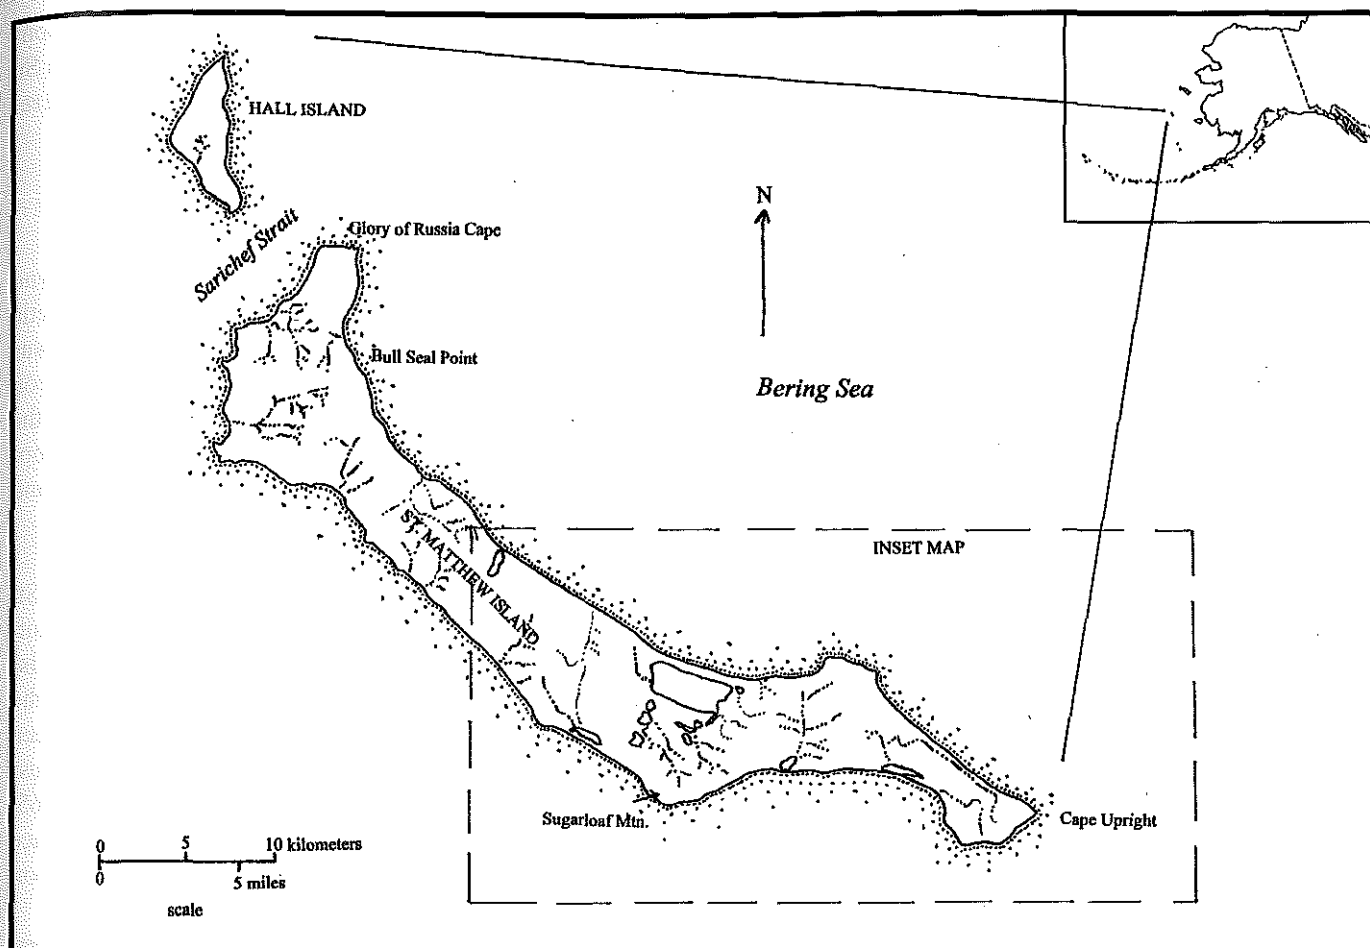 HALL ISLAND
N
Sarichef Strait
Glory of Russia Cape
Bull Seal Point
Bering Sea
ST. MATTHEW ISLAND
INSET MAP
Sugarloaf Mtn.
Cape Upright
0 5 10 kilometers
0 5 miles
scale